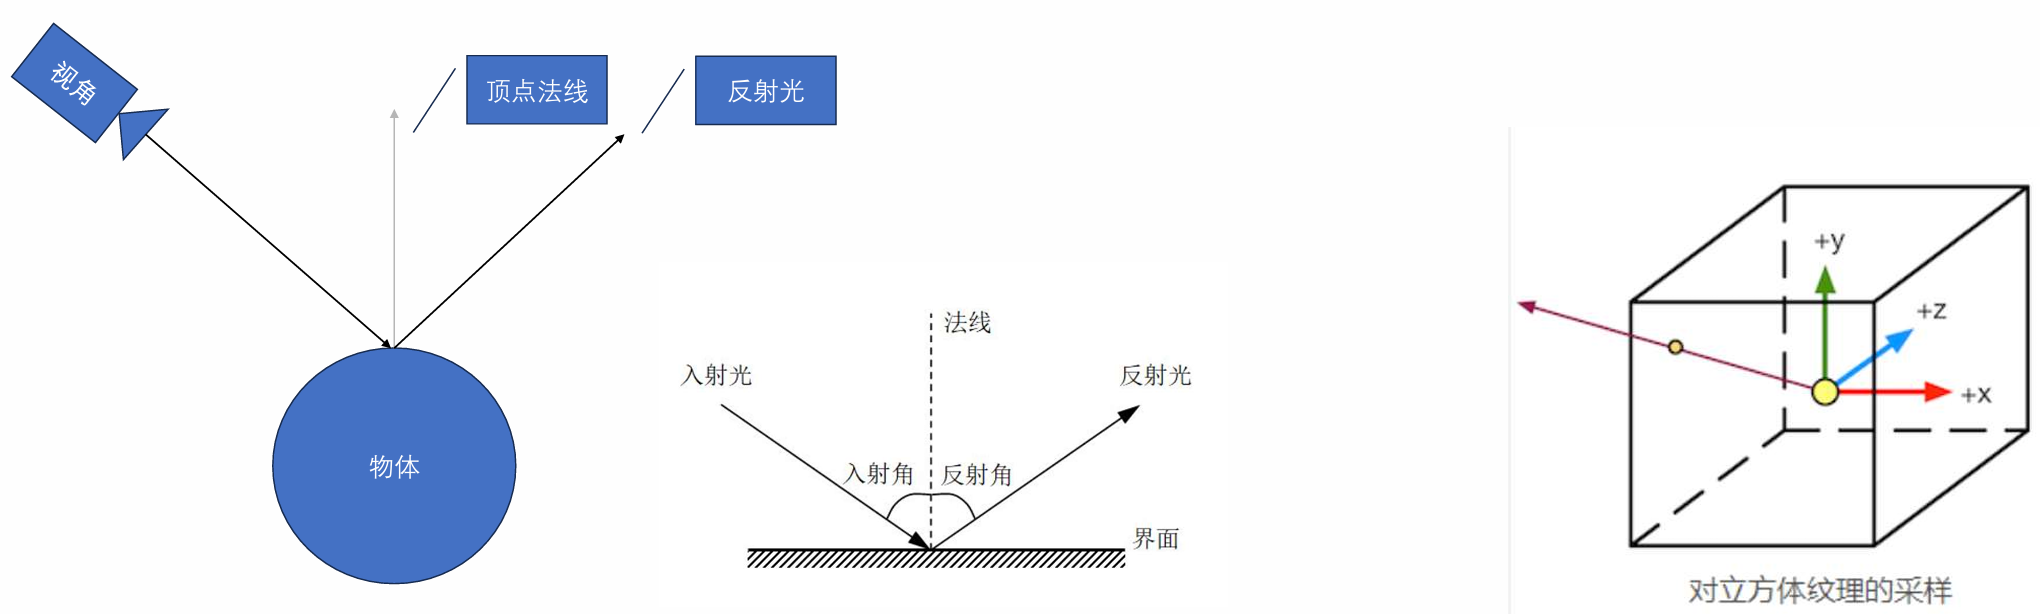 视角
顶点法线
反射光
物体
法线
入射光
反射光
入射角
反射角
界面
+y
+z
+x
对立方体纹理的采样